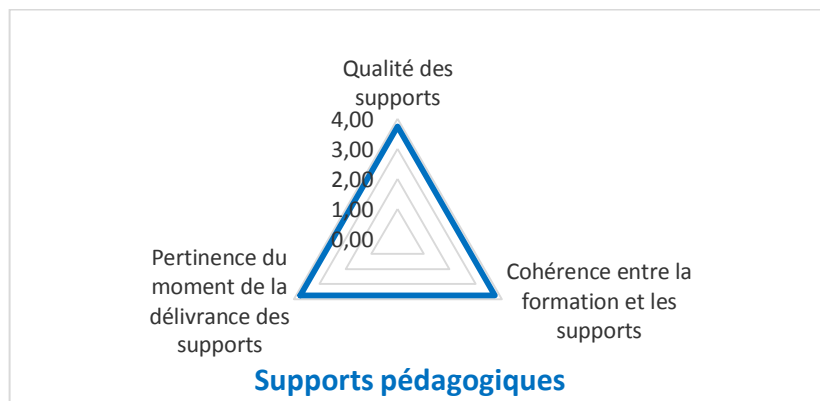 Qualité des
supports
4,00
3,00
2,00
1,00
0,00
Pertinence du
moment de la
délivrance des
supports
Cohérence entre la
formation et les
supports
Supports pédagogiques